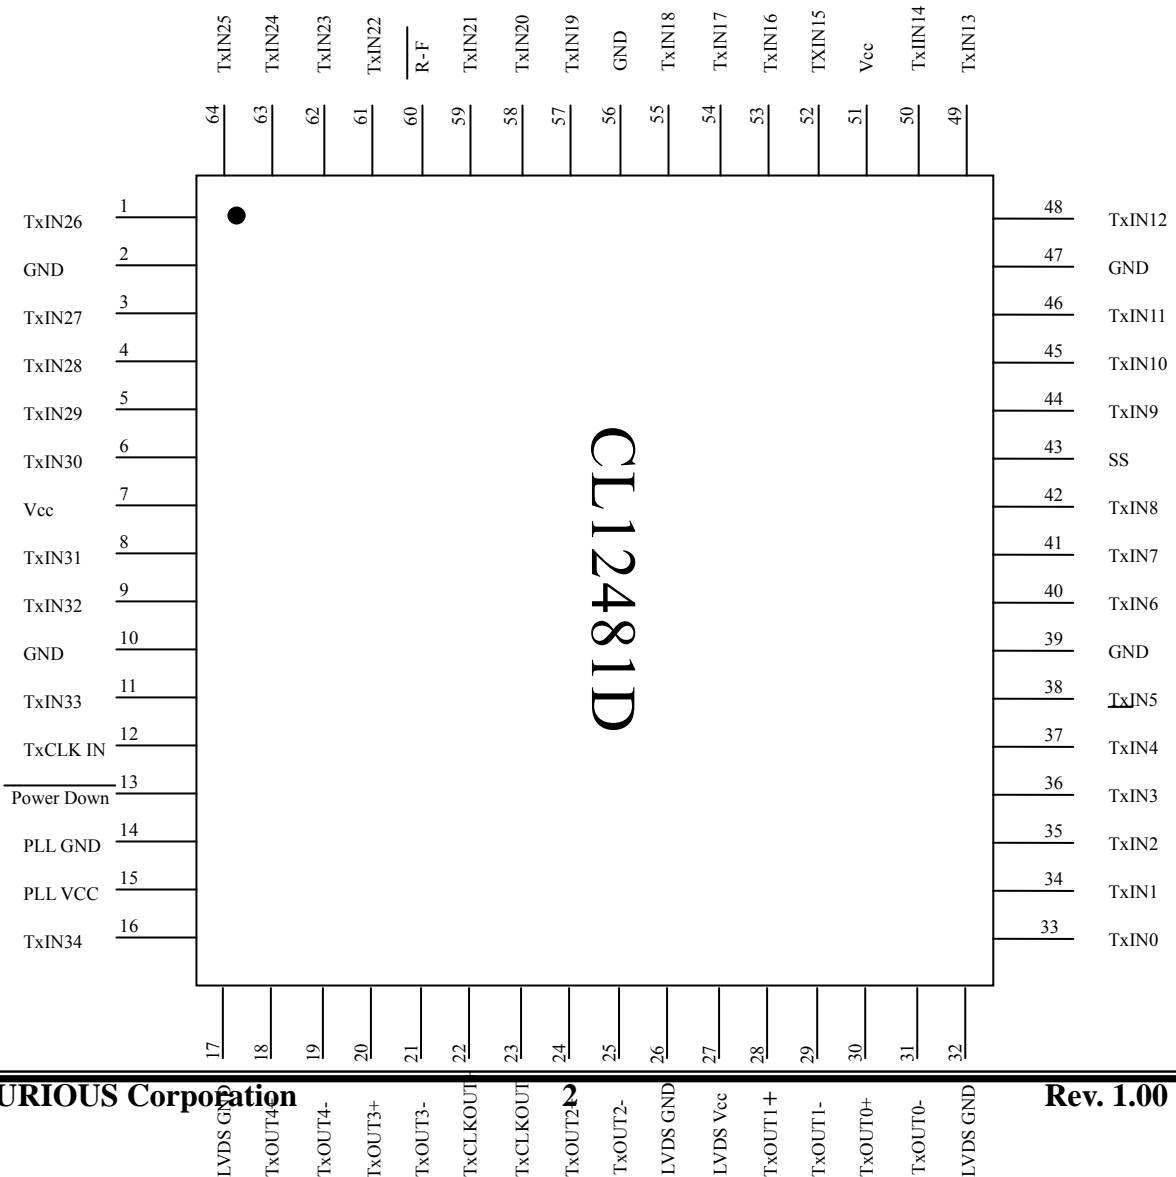 TxIN25
TxIN24
TxIN23
TxIN22
R-F
TxIN21
TxIN20
TxIN19
GND
TxIN18
TxIN17
TxIN16
TXIN15
Vcc
TxIIN14
TxIN13
64
63
62
61
60
59
58
57
56
55
54
53
52
51
50
49
TxIN26 1
GND 2
TxIN27 3
TxIN28 4
TxIN29 5
TxIN30 6
Vcc 7
TxIN31 8
TxIN32 9
GND 10
TxIN33 11
TxCLK IN 12
Power Down 13
PLL GND 14
PLL VCC 15
TxIN34 16
CL12481D
48 TxIN12
47 GND
46 TxIN11
45 TxIN10
44 TxIN9
43 SS
42 TxIN8
41 TxIN7
40 TxIN6
39 GND
38 TxIN5
37 TxIN4
36 TxIN3
35 TxIN2
34 TxIN1
33 TxIN0
17
18
19
20
21
22
23
24
25
26
27
28
29
30
31
32
URIOUS Corporation 2 Rev. 1.00
LVDS GND
TxOUT4+
TxOUT4-
TxOUT3+
TxOUT3-
TxCLKOUT
TxCLKOUT
TxOUT2+
TxOUT2-
LVDS GND
LVDS Vcc
TxOUT1+
TxOUT1-
TxOUT0+
TxOUT0-
LVDS GND